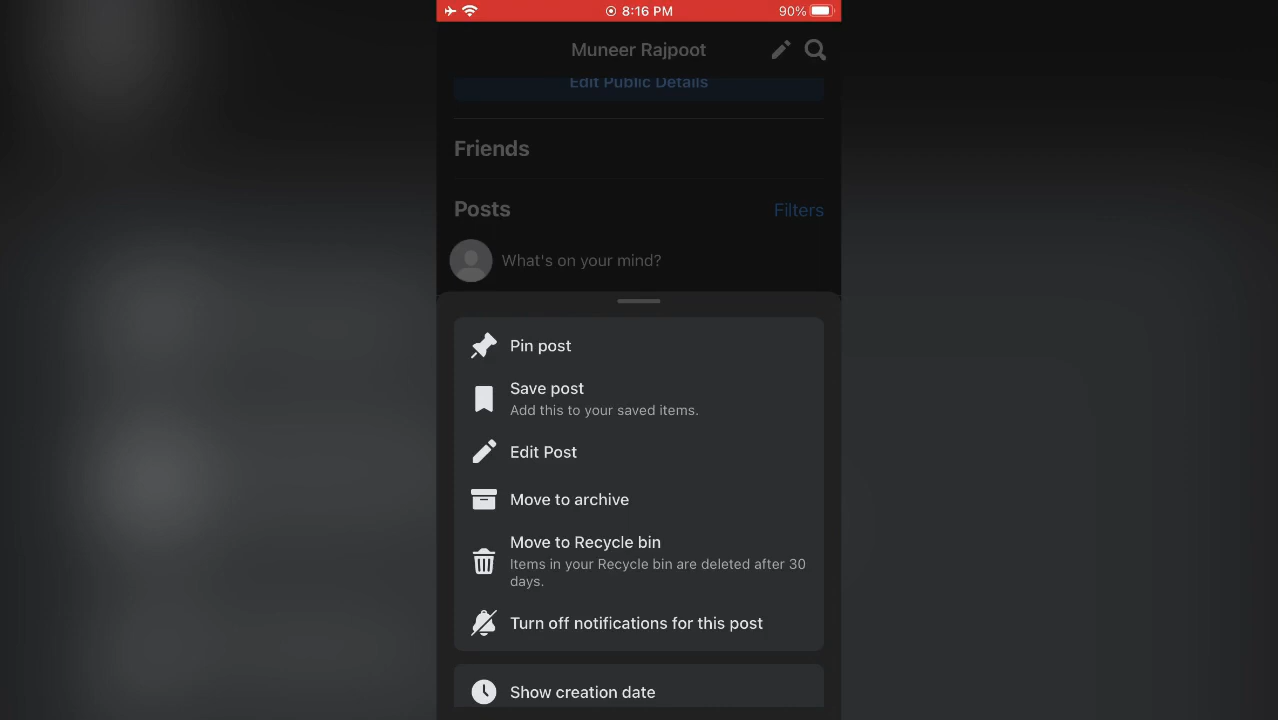 8:16 PM
90%
Muneer Rajpoot
Edit Public Details
Friends
Posts
Filters
What's on your mind?
Pin post
Save post
Add this to your saved items.
Edit Post
Move to archive
Move to Recycle bin
Items in your Recycle bin are deleted after 30
days.
Turn off notifications for this post
Show creation date